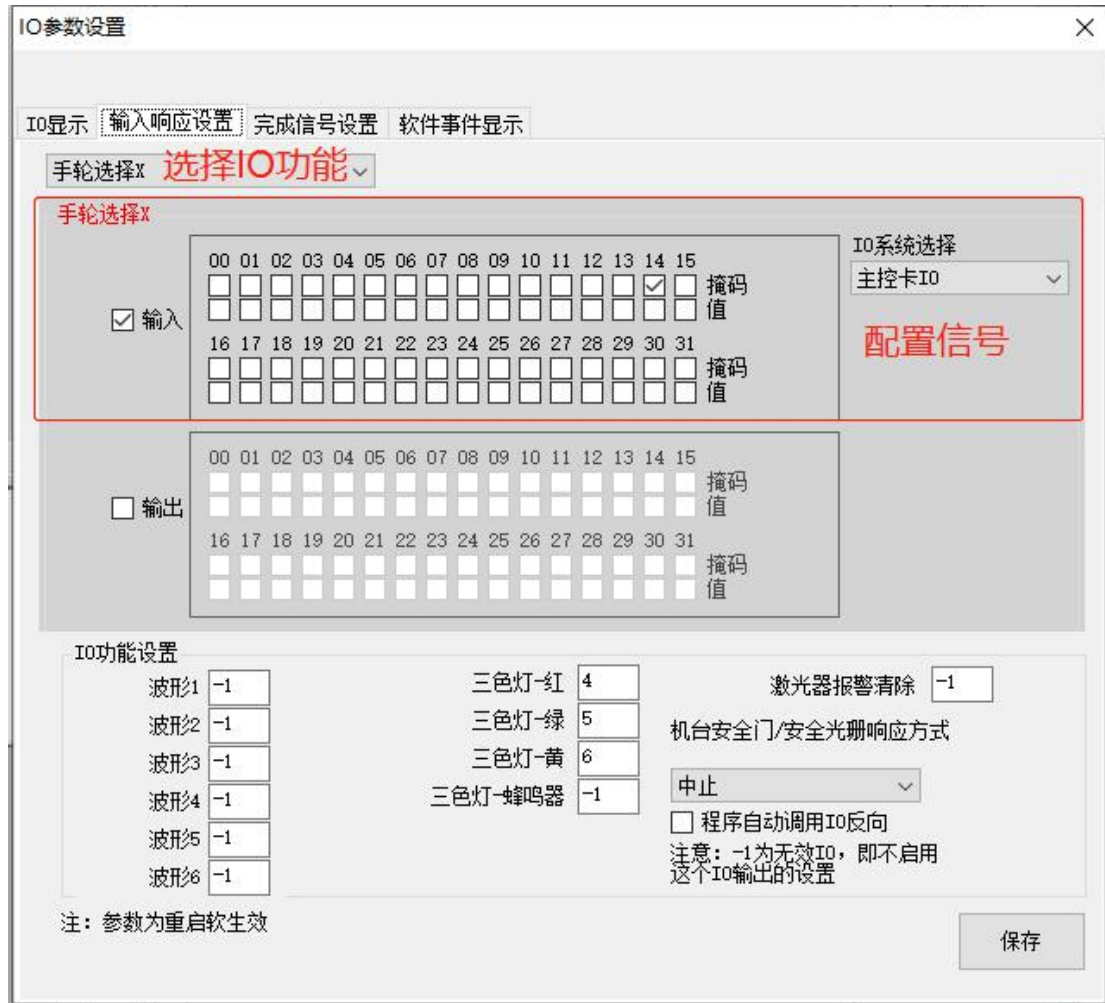 IO参数设置
IO显示 输入响应设置 完成信号设置 软件事件显示
手轮选择X 选择IO功能
手轮选择X
IO系统选择
00 01 02 03 04 05 06 07 08 09 10 11 12 13 14 15
掩码
主控卡IO
值
输入
配置信号
16 17 18 19 20 21 22 23 24 25 26 27 28 29 30 31
掩码
值
00 01 02 03 04 05 06 07 08 09 10 11 12 13 14 15
掩码
值
输出
16 17 18 19 20 21 22 23 24 25 26 27 28 29 30 31
掩码
值
IO功能设置
波形1 -1
波形2 -1
波形3 -1
波形4 -1
波形5 -1
波形6 -1
三色灯-红 4
三色灯-绿 5
三色灯-黄 6
三色灯-蜂鸣器 -1
激光器报警清除 -1
机台安全门/安全光珊响应方式
中止
程序自动调用IO反向
注意：-1为无效IO，即不启用
这个IO输出的设置
注：参数为重启软生效
保存